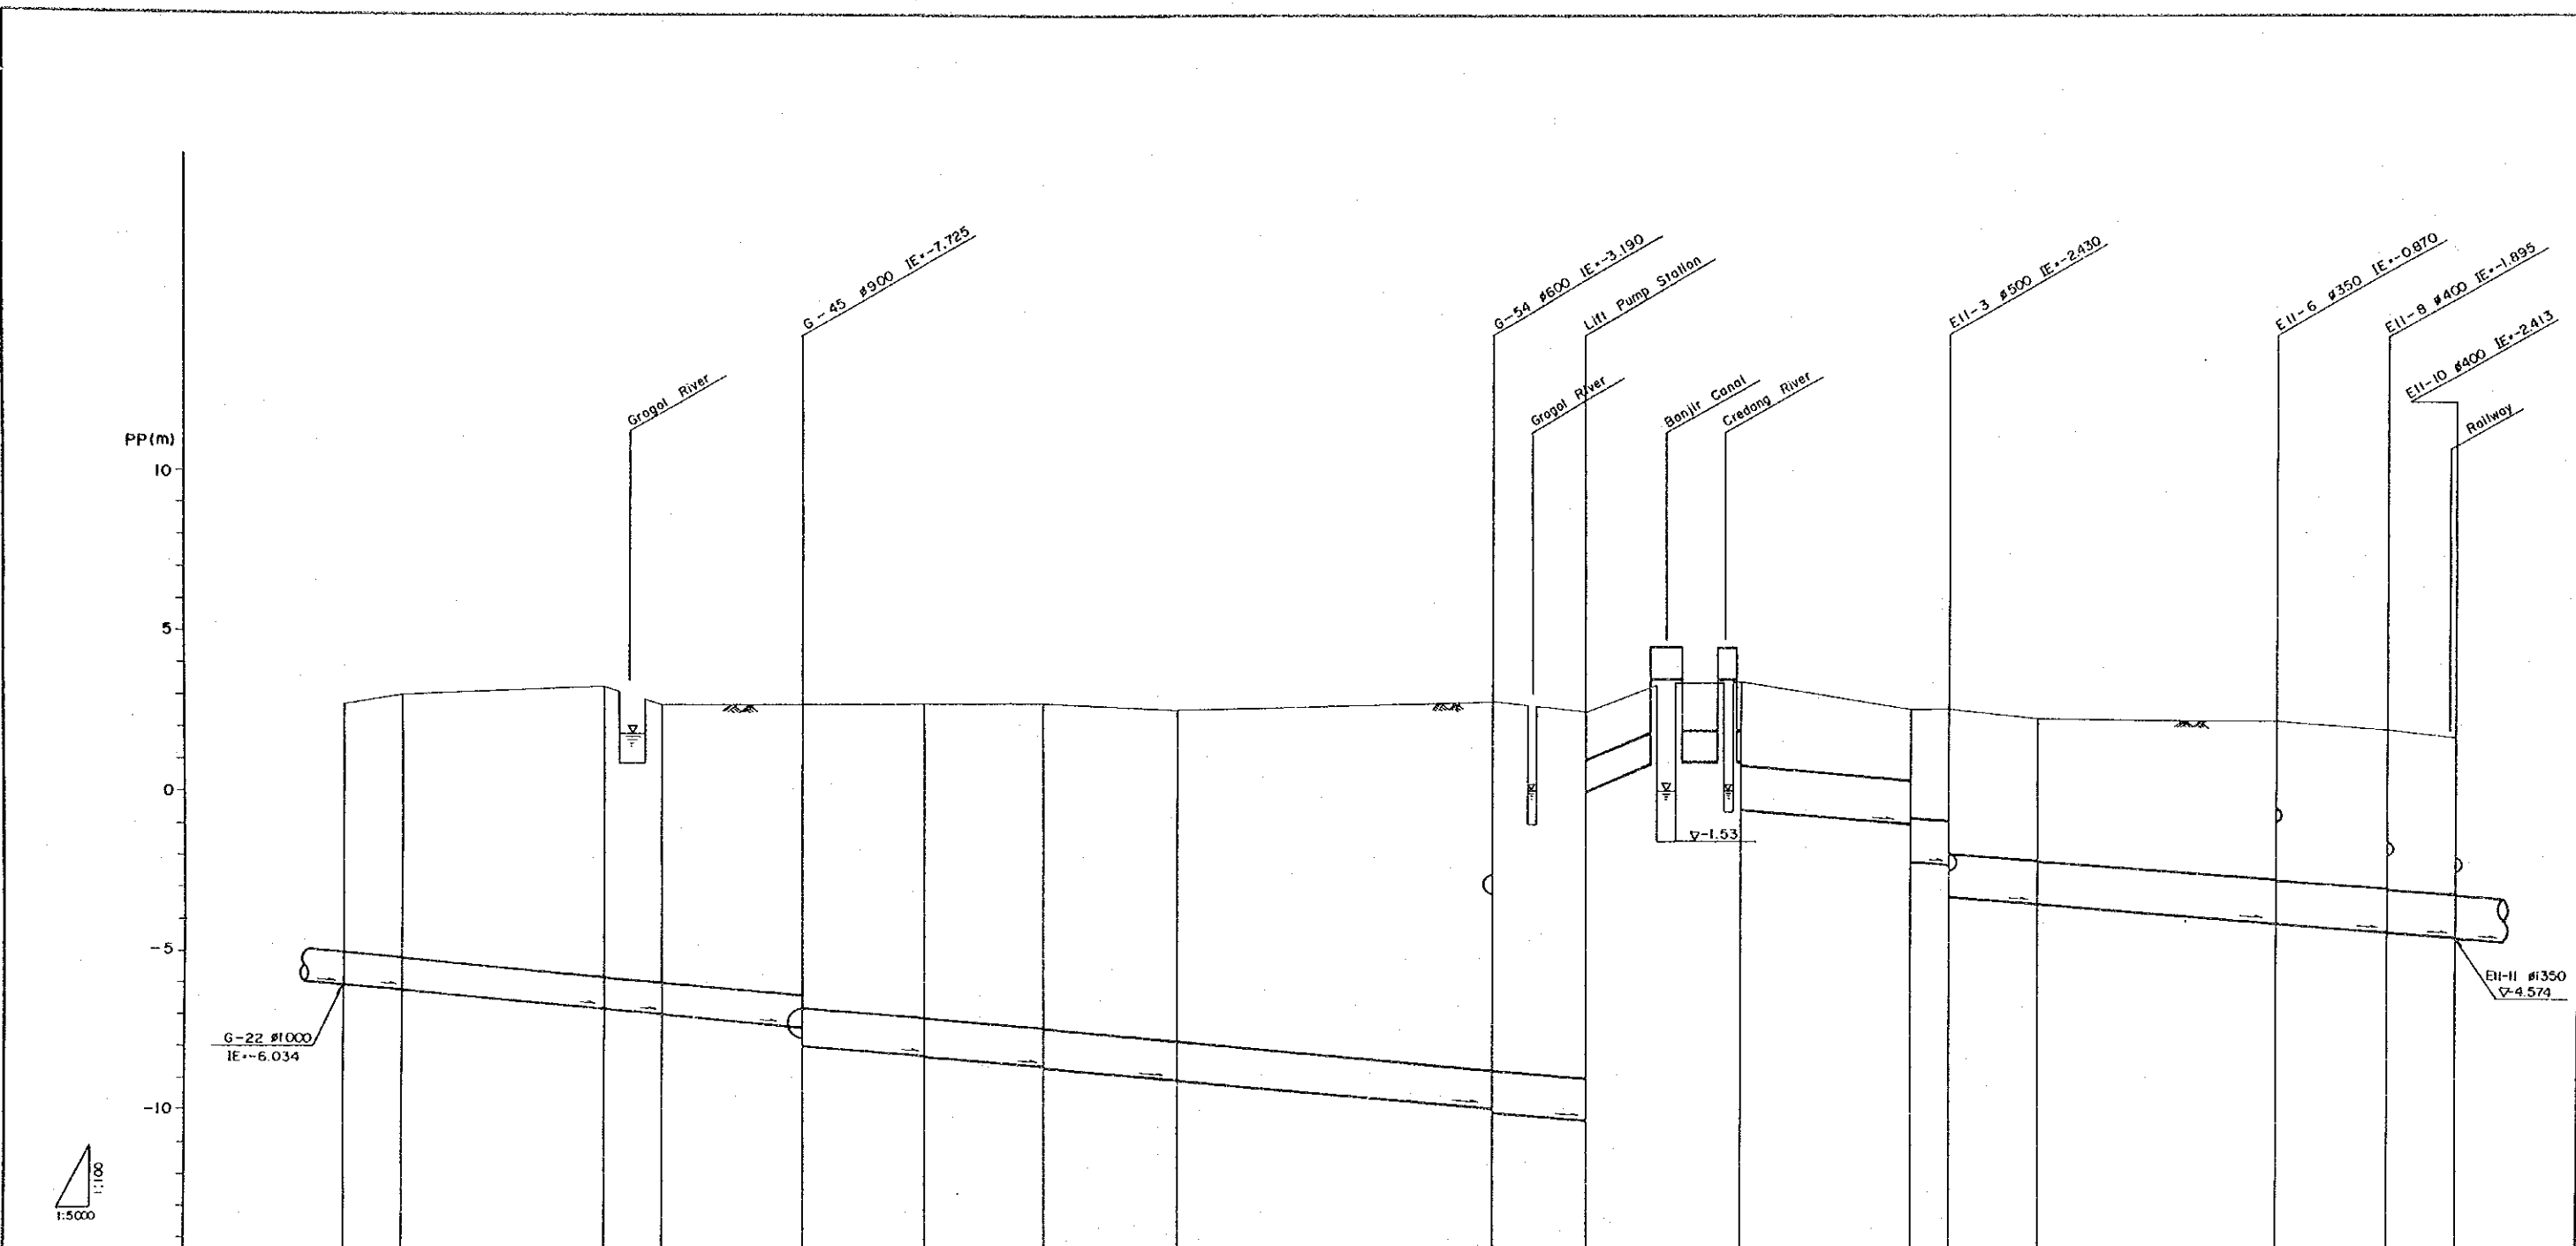 G-45 ø900 IE=-7.725
G-54 ø600 IE=-3.190
Lift Pump Station
E11-3 ø500 IE=-2.430
E11-6 ø350 IE=-0.870
E11-8 ø400 IE=-1.895
E11-10 ø400 IE=-2.413
Railway
Grogol River
Grogol River
Banjir Canal
Credang River
PP(m)
10
5
0
-5
-10
▽-1.53
G-22 ø1000
IE=-6.034
E11-11 ø1350
▽-4.574
1:100
1:5000